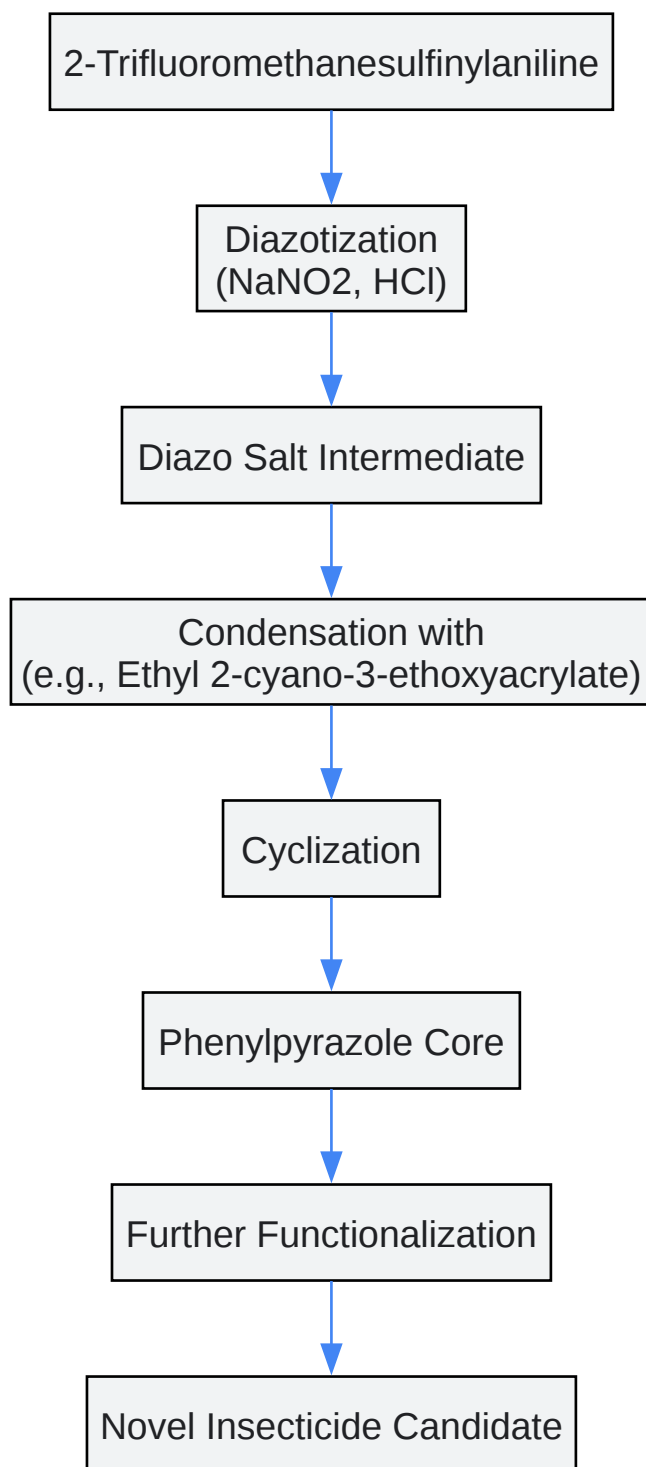 2-Trifluoromethanesulfinylaniline
Diazotization
(NaNO2, HCl)
Diazo Salt Intermediate
Condensation with
(e.g., Ethyl 2-cyano-3-ethoxyacrylate)
Cyclization
Phenylpyrazole Core
Further Functionalization
Novel Insecticide Candidate